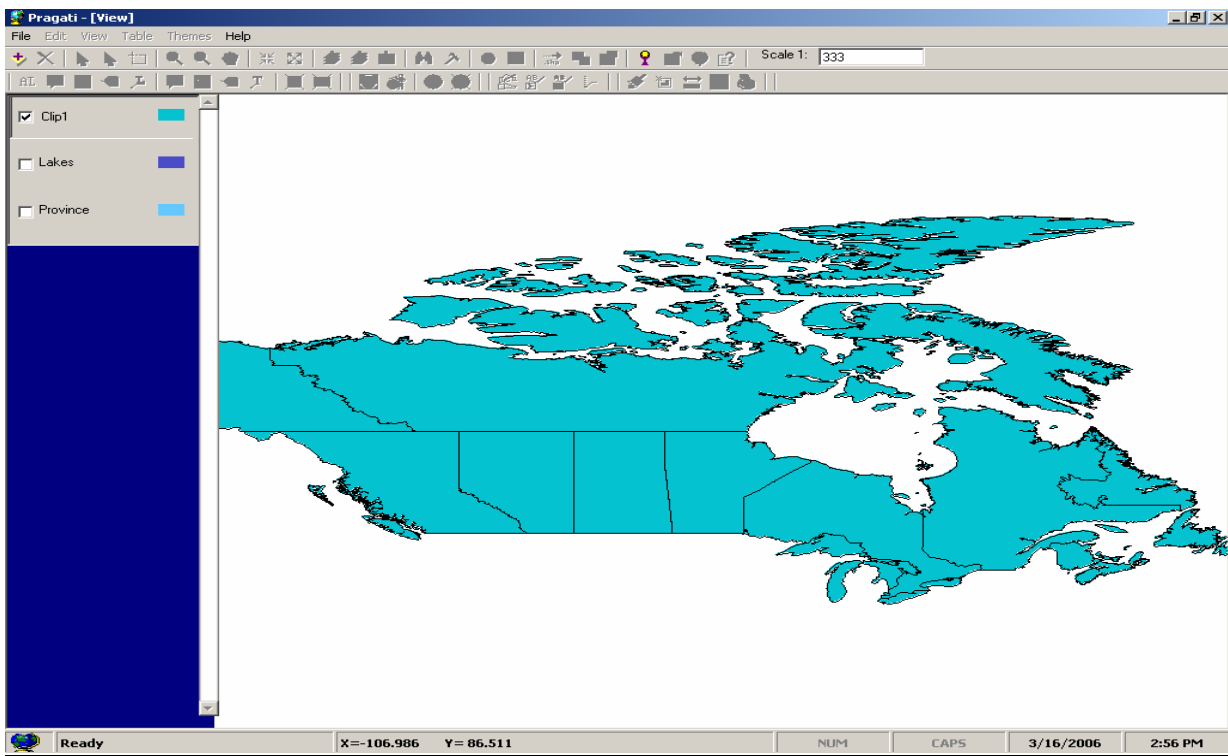 Pragati - [View]
File Edit View Table Themes Help
Scale 1: 333
AL
Clip1
Lakes
Province
Ready X=-106.986 Y= 86.511 NUM CAPS 3/16/2006 2:56 PM